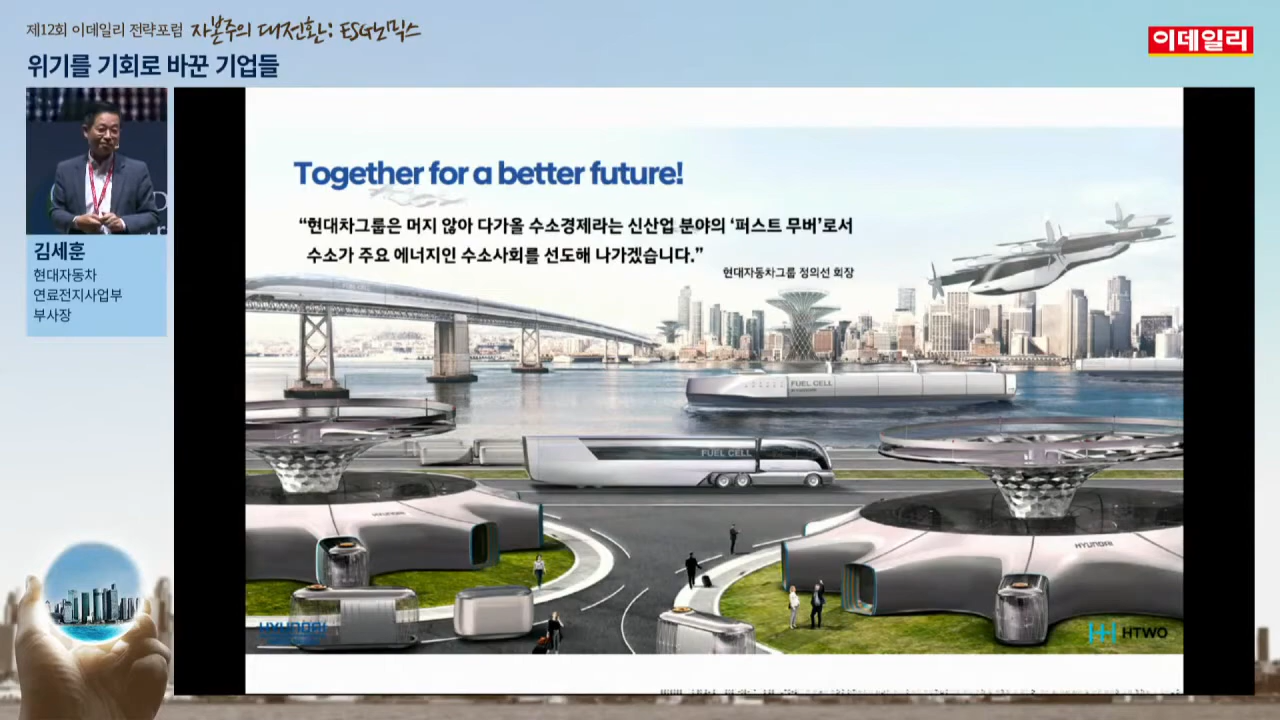 제12회 이데일리 전략포럼 자본주의 대전환: ESG노믹스
이데일리
위기를 기회로 바꾼 기업들
김세훈
현대자동차
연료전지사업부
부사장
Together for a better future!
“현대차그룹은 머지 않아 다가올 수소경제라는 신산업 분야의 ‘퍼스트 무버’로서
수소가 주요 에너지인 수소사회를 선도해 나가겠습니다.”
현대자동차그룹 정의선 회장
FUEL CELL
FUEL CELL
HYUNDAI
HYUNDAI
HYUNDAI
HTWO